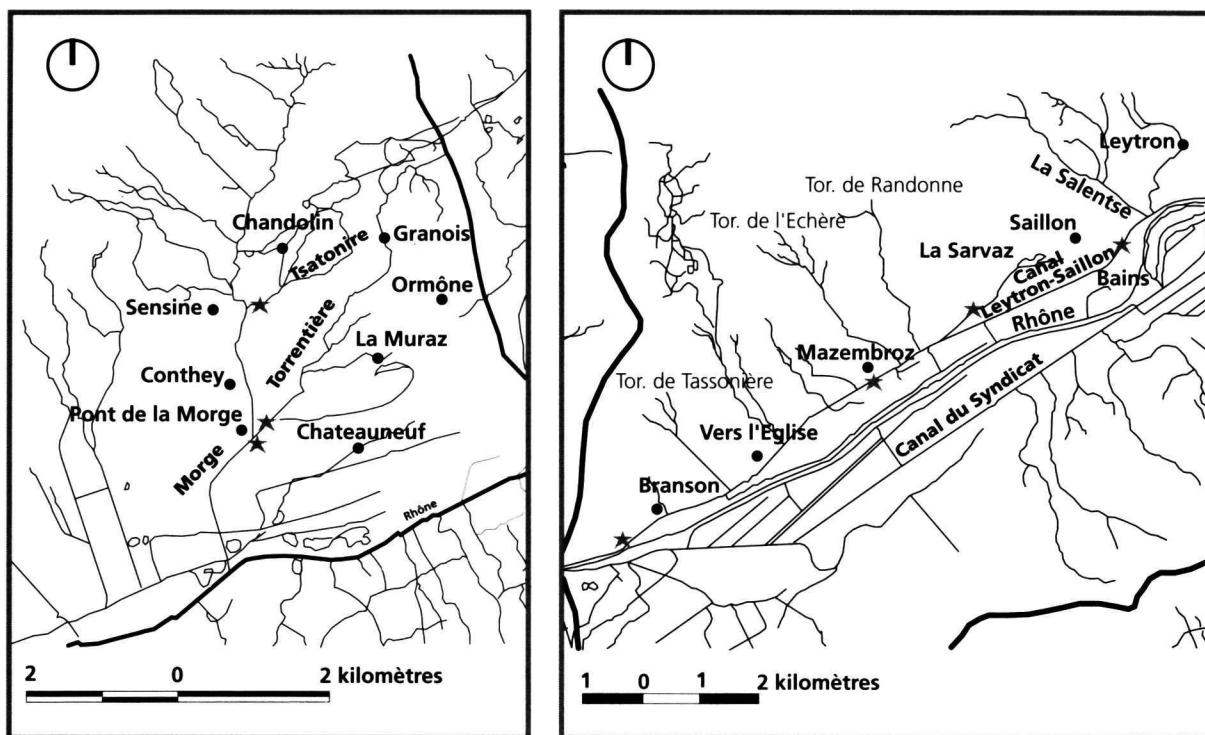 Chandolin
Tsatonire
Granois
Ormône
Sensine
Torrentière
La Muraz
Conthey
Pont de la Morge
Chateauneuf
Morge
Rhône
2 0 2 kilomètres
Leytron
La Salentse
Tor. de Randonne
Tor. de l'Echère
Saillon
La Sarvaz
Canal
Leytron-Saillon
Bains
Rhône
Mazembroz
Tor. de Tassonière
Canal du Syndicat
Vers l'Eglise
Branson
1 0 1 2 kilomètres